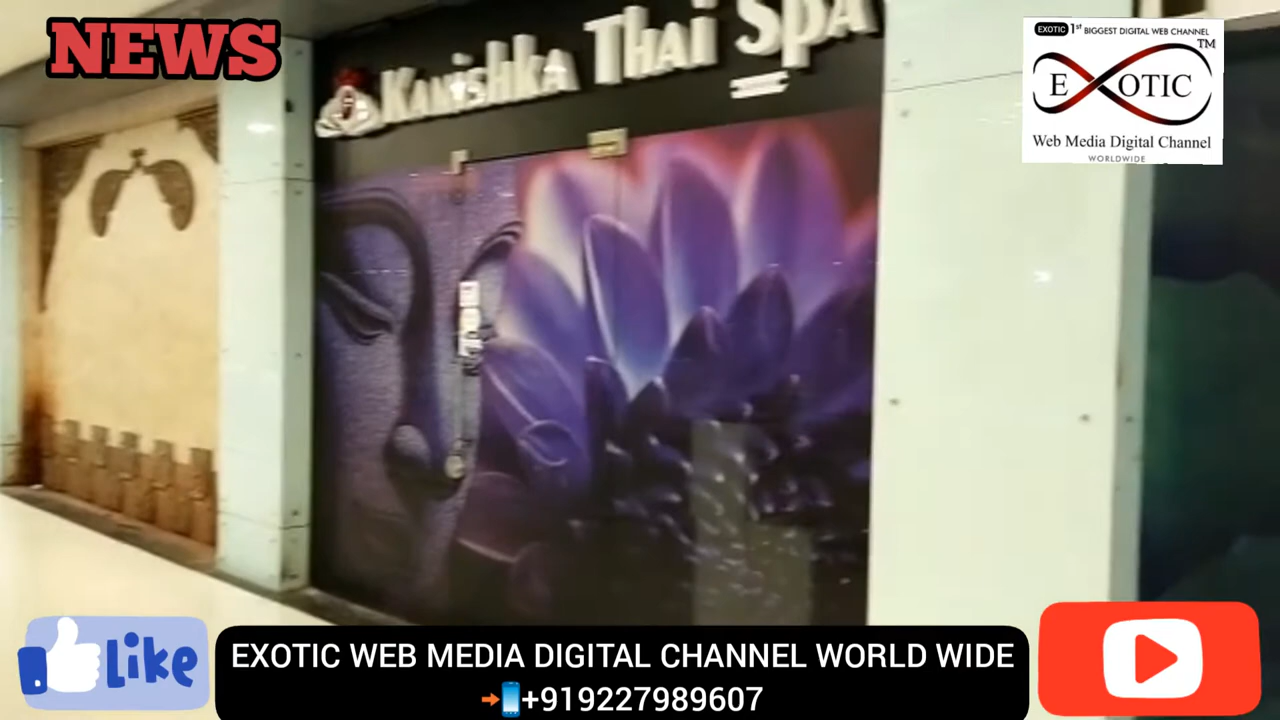 NEWS
Kanishka Thai Spa
EXOTIC 1st BIGGEST DIGITAL WEB CHANNEL
EXOTIC TM
Web Media Digital Channel
WORLDWIDE
Like
EXOTIC WEB MEDIA DIGITAL CHANNEL WORLD WIDE
+919227989607